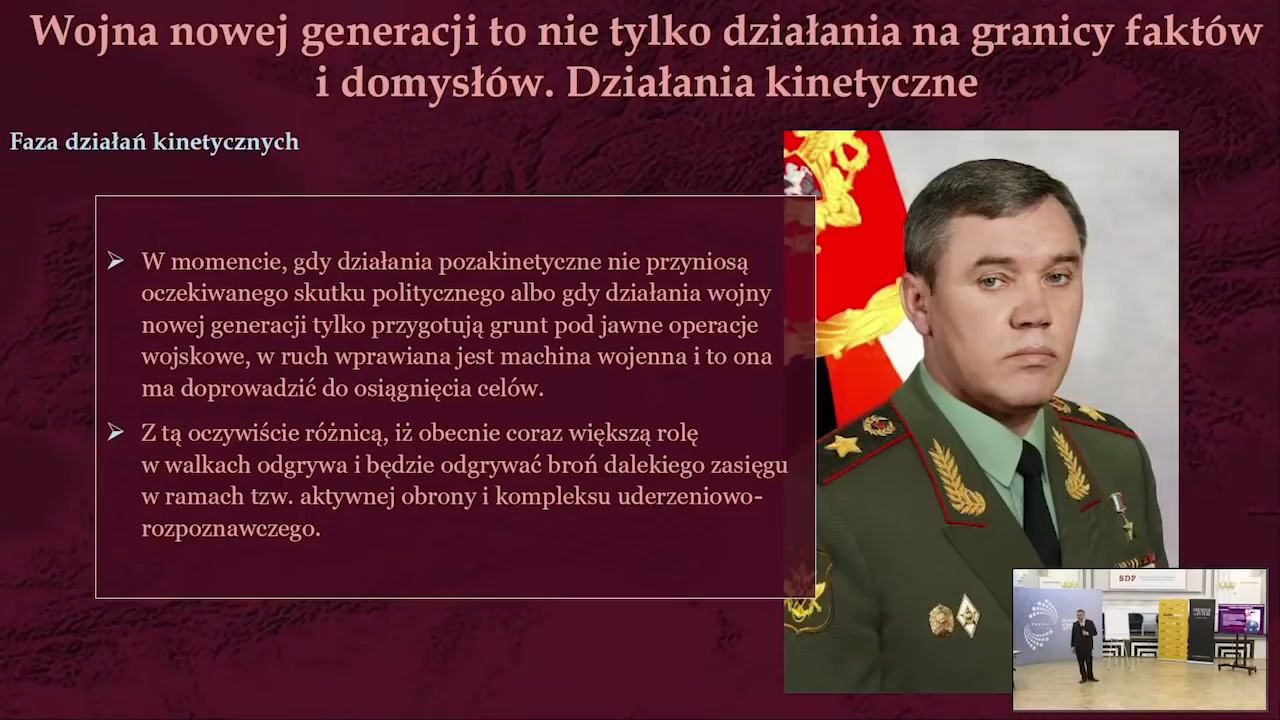 Wojna nowej generacji to nie tylko działania na granicy faktów
i domysłów. Działania kinetyczne
Faza działań kinetycznych
W momencie, gdy działania pozakinetyczne nie przyniosą
oczekiwanego skutku politycznego albo gdy działania wojny
nowej generacji tylko przygotują grunt pod jawne operacje
wojskowe, w ruch wprawiana jest machina wojenna i to ona
ma doprowadzić do osiągnięcia celów.
Z tą oczywiście różnicą, iż obecnie coraz większą rolę
w walkach odgrywa i będzie odgrywać broń dalekiego zasięgu
w ramach tzw. aktywnej obrony i kompleksu uderzeniowo-
rozpoznawczego.
SDP